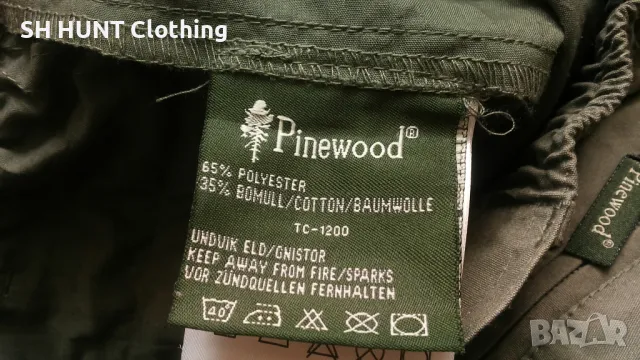 SH HUNT Clothing
Pinewood®
65% POLYESTER
35% BOMULL/COTTON/BAUMWOLLE
TC-1200
UNDVIK ELD/GNISTOR
KEEP AWAY FROM FIRE/SPARKS
VOR ZÜNDQUELLEN FERNHALTEN
40°
Pinewood®
BAZAR